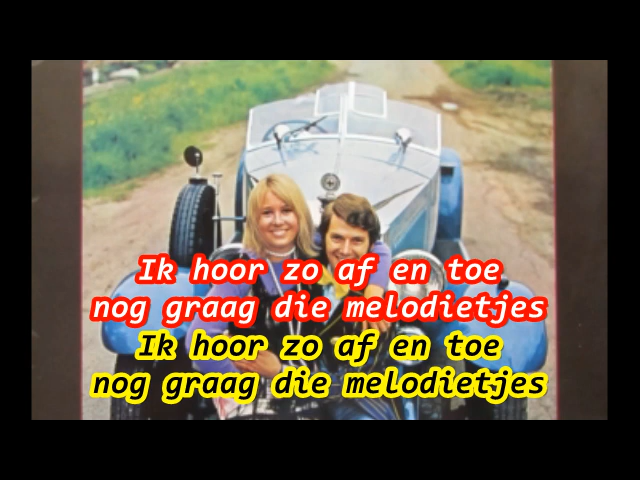 Ik hoor zo af en toe
nog graag die melodietjes
Ik hoor zo af en toe
nog graag die melodietjes